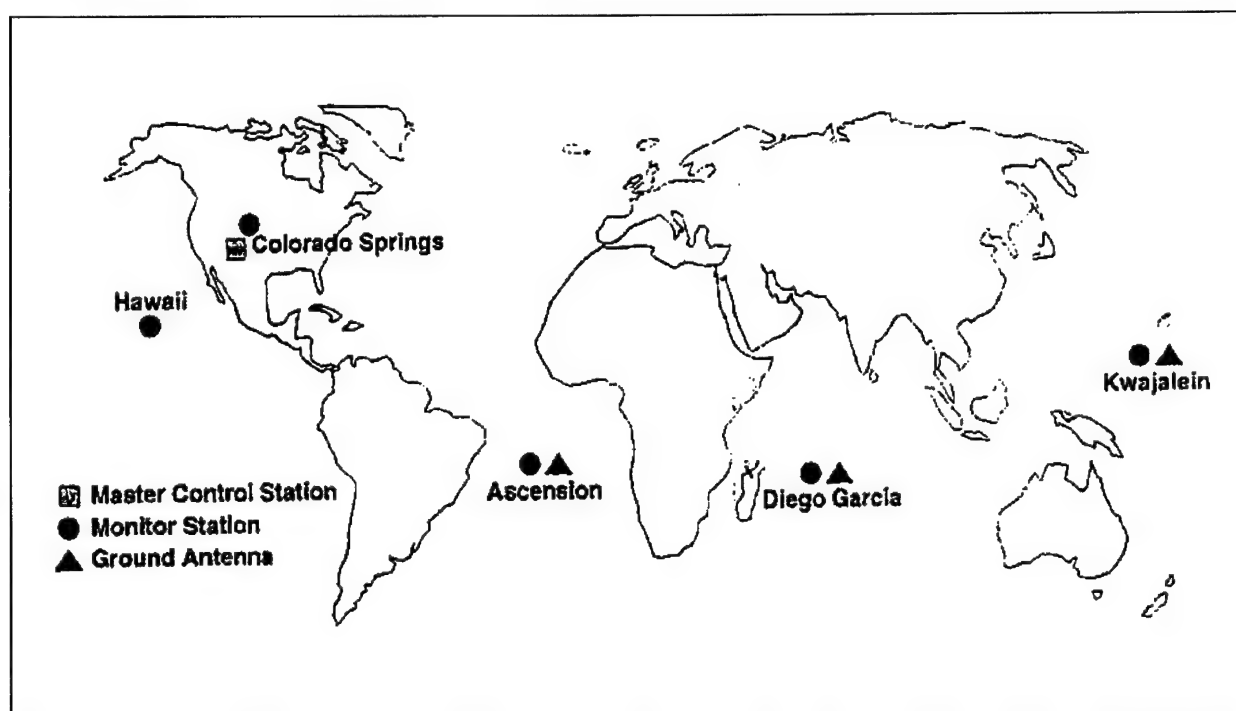 Colorado Springs
Hawaii
Kwajalein
Ascension
Diego Garcia
Master Control Station
Monitor Station
Ground Antenna